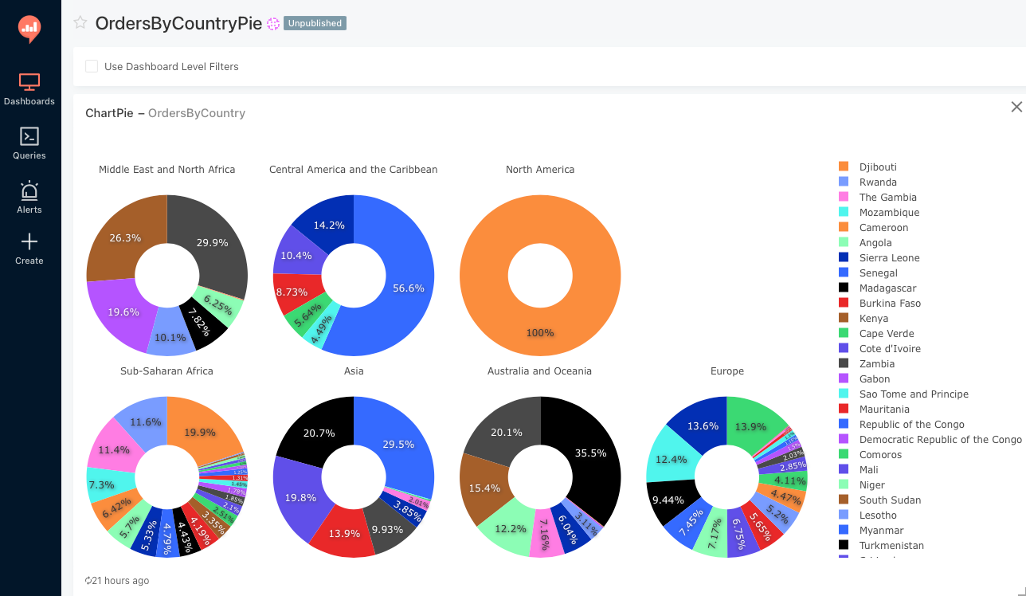 OrdersByCountryPie
Unpublished
Use Dashboard Level Filters
Dashboards
Queries
Alerts
Create
ChartPie – OrdersByCountry
Middle East and North Africa
29.9%
6.25%
7.82%
10.1%
19.6%
26.3%
Central America and the Caribbean
56.6%
4.49%
5.64%
8.73%
10.4%
14.2%
North America
100%
Sub-Saharan Africa
19.9%
2.51%
3.35%
4.19%
4.43%
4.79%
5.33%
5.7%
6.42%
7.3%
11.4%
11.6%
Asia
29.5%
3.85%
9.93%
13.9%
19.8%
20.7%
Australia and Oceania
35.5%
3.11%
6.04%
7.16%
12.2%
15.4%
20.1%
Europe
13.9%
2.03%
2.85%
4.11%
4.47%
5.2%
5.65%
6.75%
7.17%
7.45%
9.44%
12.4%
13.6%
Djibouti
Rwanda
The Gambia
Mozambique
Cameroon
Angola
Sierra Leone
Senegal
Madagascar
Burkina Faso
Kenya
Cape Verde
Cote d'Ivoire
Zambia
Gabon
Sao Tome and Principe
Mauritania
Republic of the Congo
Democratic Republic of the Congo
Comoros
Mali
Niger
South Sudan
Lesotho
Myanmar
Turkmenistan
21 hours ago